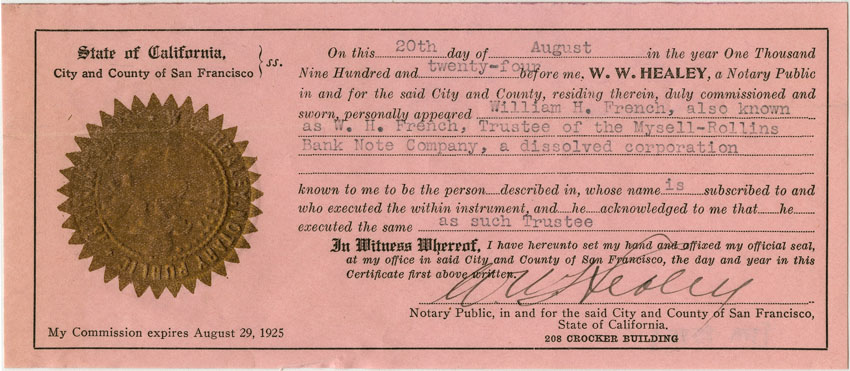 State of California,
City and County of San Francisco } ss.
On this 20th day of August in the year One Thousand
Nine Hundred and twenty-four before me, W. W. HEALEY, a Notary Public
in and for the said City and County, residing therein, duly commissioned and
sworn, personally appeared William H. French, also known
as W. H. French, Trustee of the Mysell-Rollins
Bank Note Company, a dissolved corporation
known to me to be the person described in, whose name is subscribed to and
who executed the within instrument, and he acknowledged to me that he
executed the same as such Trustee
In Witness Whereof, I have hereunto set my hand and affixed my official seal,
at my office in said City and County of San Francisco, the day and year in this
Certificate first above written.
W W Healey
Notary Public, in and for the said City and County of San Francisco,
State of California.
208 CROCKER BUILDING
NOTARY PUBLIC
My Commission expires August 29, 1925